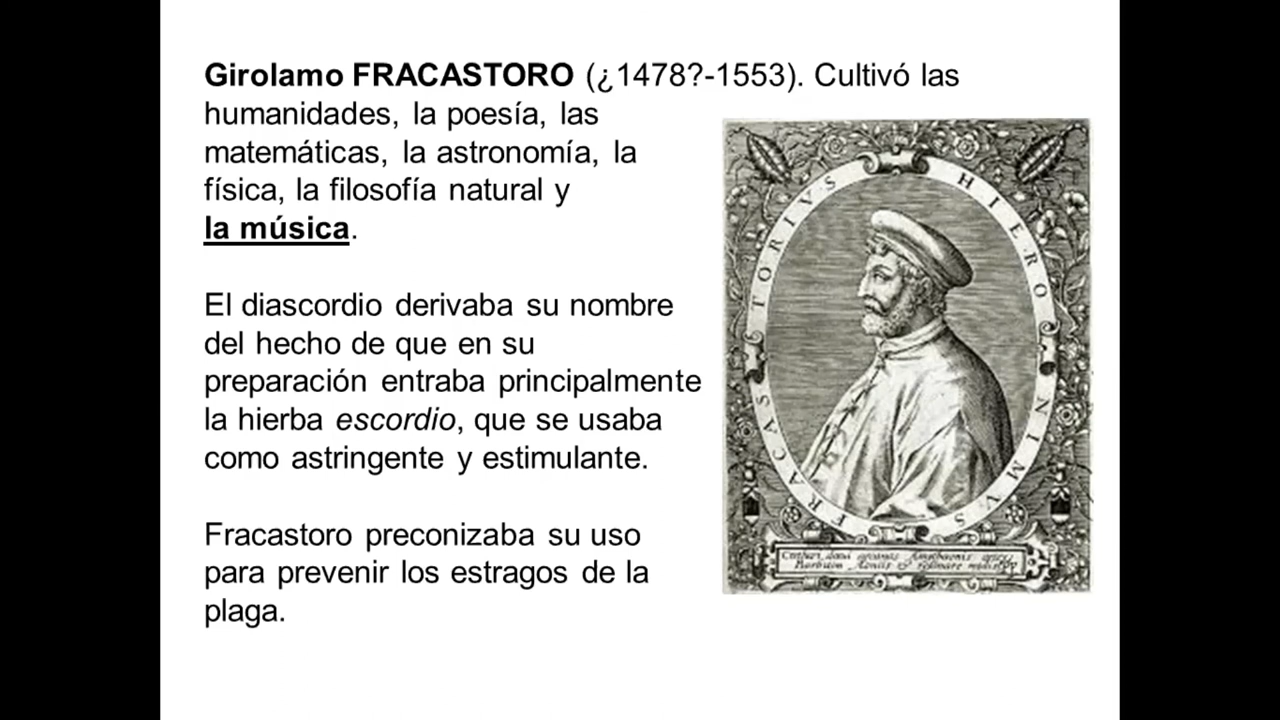 Girolamo FRACASTORO (¿1478?-1553). Cultivó las
humanidades, la poesía, las
matemáticas, la astronomía, la
física, la filosofía natural y
la música.
El diascordio derivaba su nombre
del hecho de que en su
preparación entraba principalmente
la hierba escordio, que se usaba
como astringente y estimulante.
Fracastoro preconizaba su uso
para prevenir los estragos de la
plaga.
HIERONIMVS
FRACASTORIVS